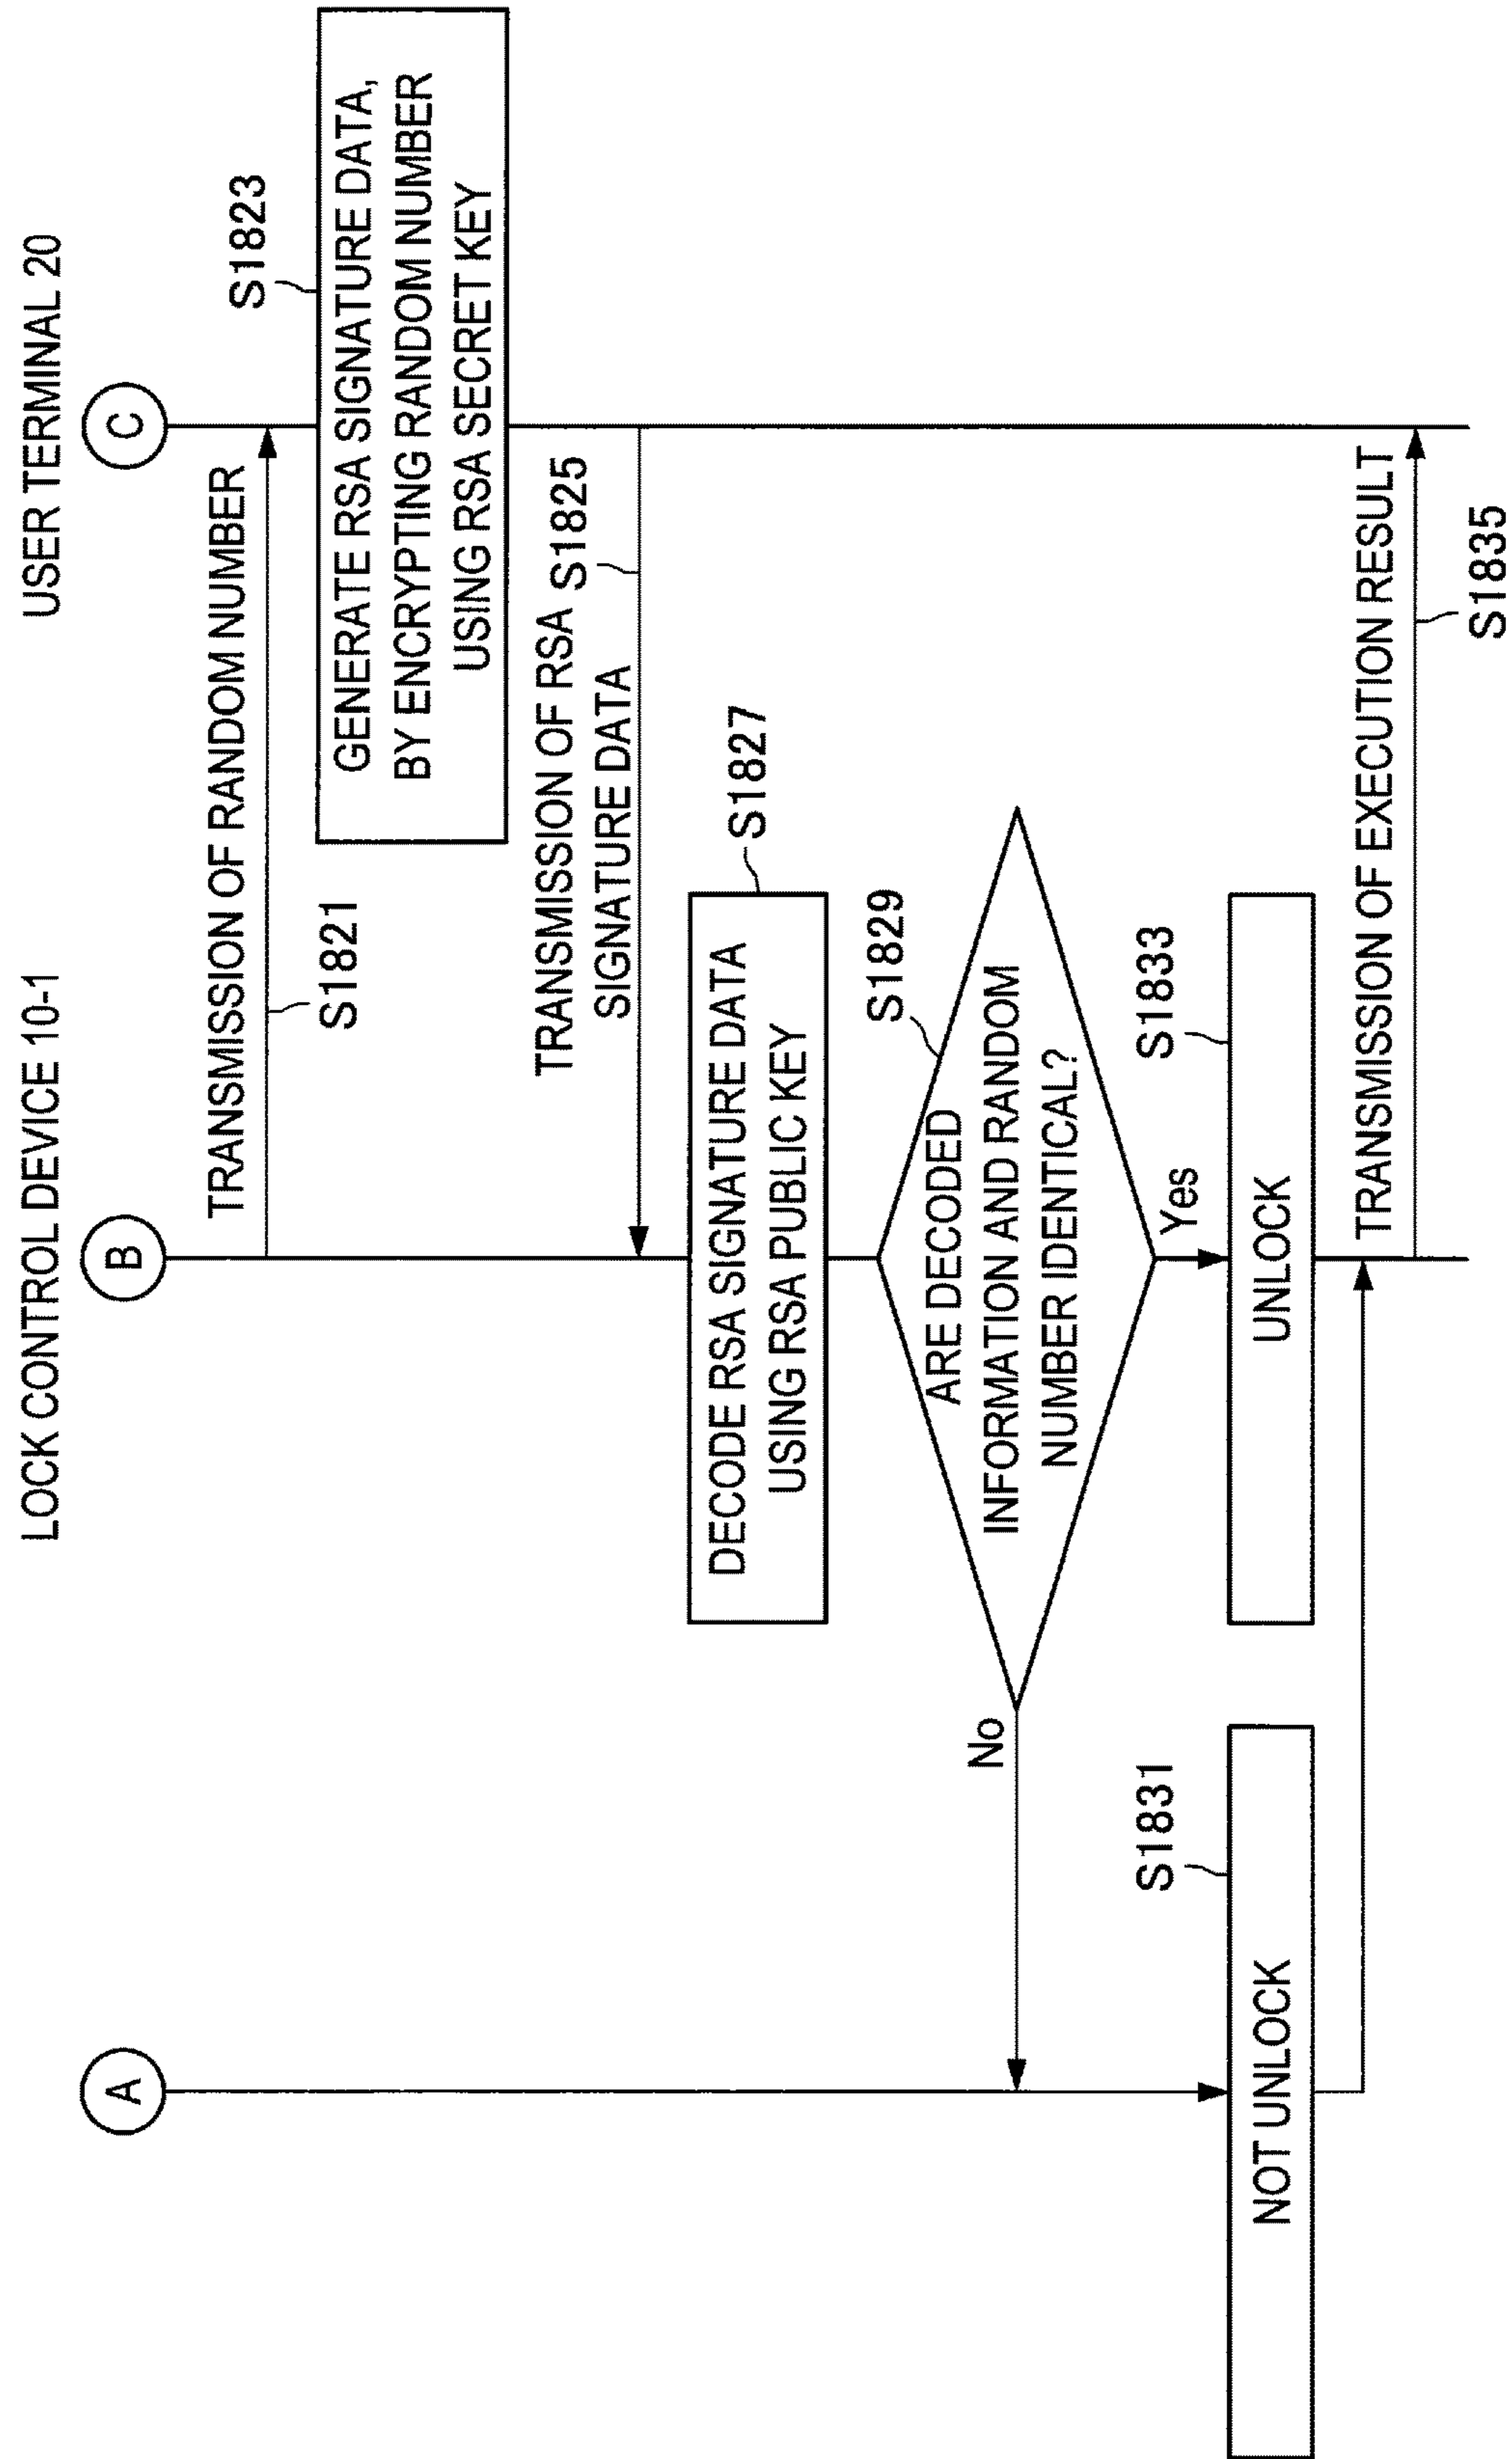 LOCK CONTROL DEVICE 10-1
USER TERMINAL 20
A
B
C
TRANSMISSION OF RANDOM NUMBER
S1821
S1823
GENERATE RSA SIGNATURE DATA,
BY ENCRYPTING RANDOM NUMBER
USING RSA SECRET KEY
TRANSMISSION OF RSA
SIGNATURE DATA
S1825
S1827
DECODE RSA SIGNATURE DATA
USING RSA PUBLIC KEY
S1829
ARE DECODED
INFORMATION AND RANDOM
NUMBER IDENTICAL?
No
Yes
S1831
NOT UNLOCK
S1833
UNLOCK
TRANSMISSION OF EXECUTION RESULT
S1835